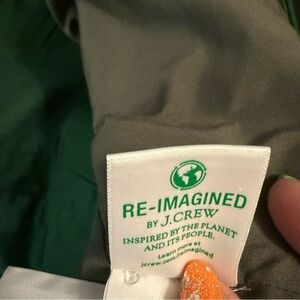 RE-IMAGINED
BY J.CREW
INSPIRED BY THE PLANET
AND ITS PEOPLE.
Learn more at
jcrew.com/reimagined